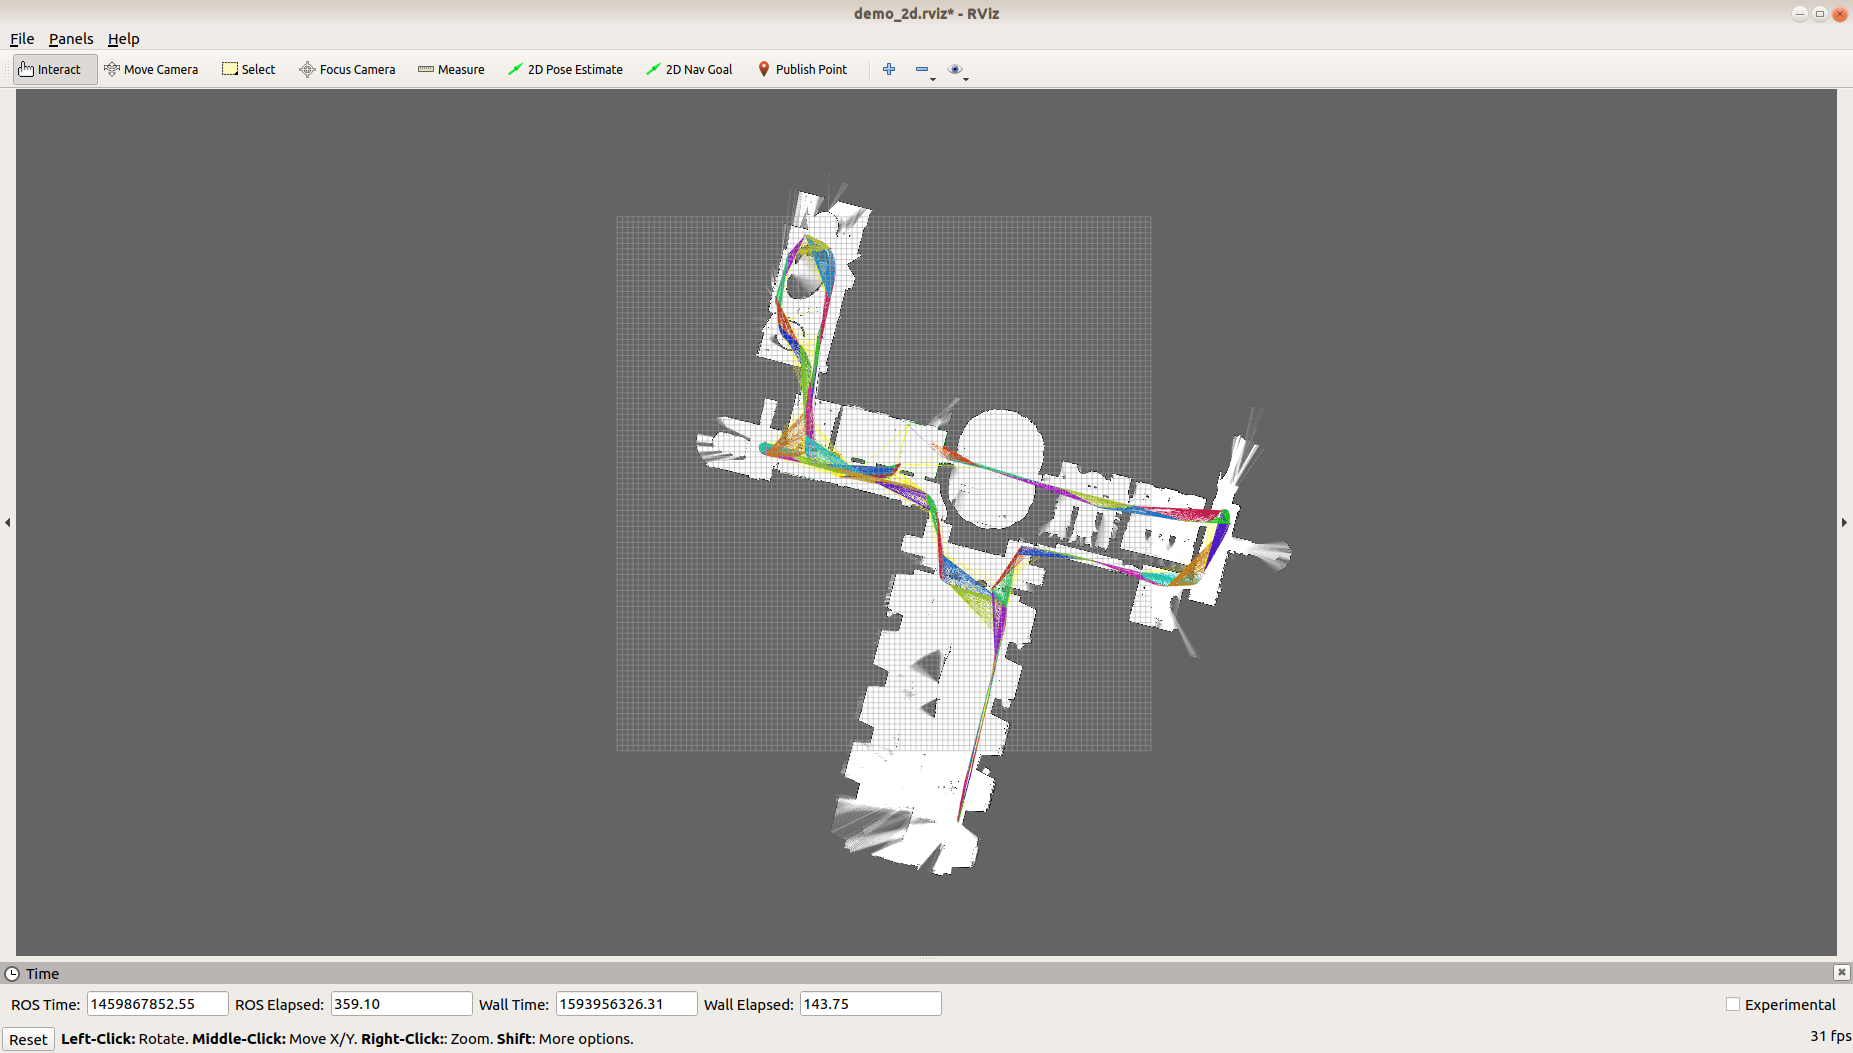 demo_2d.rviz* - RViz
File Panels Help
Interact Move Camera Select Focus Camera Measure 2D Pose Estimate 2D Nav Goal Publish Point
Time
ROS Time: 1459867852.55 ROS Elapsed: 359.10 Wall Time: 1593956326.31 Wall Elapsed: 143.75 Experimental
Reset Left-Click: Rotate. Middle-Click: Move X/Y. Right-Click:: Zoom. Shift: More options. 31 fps